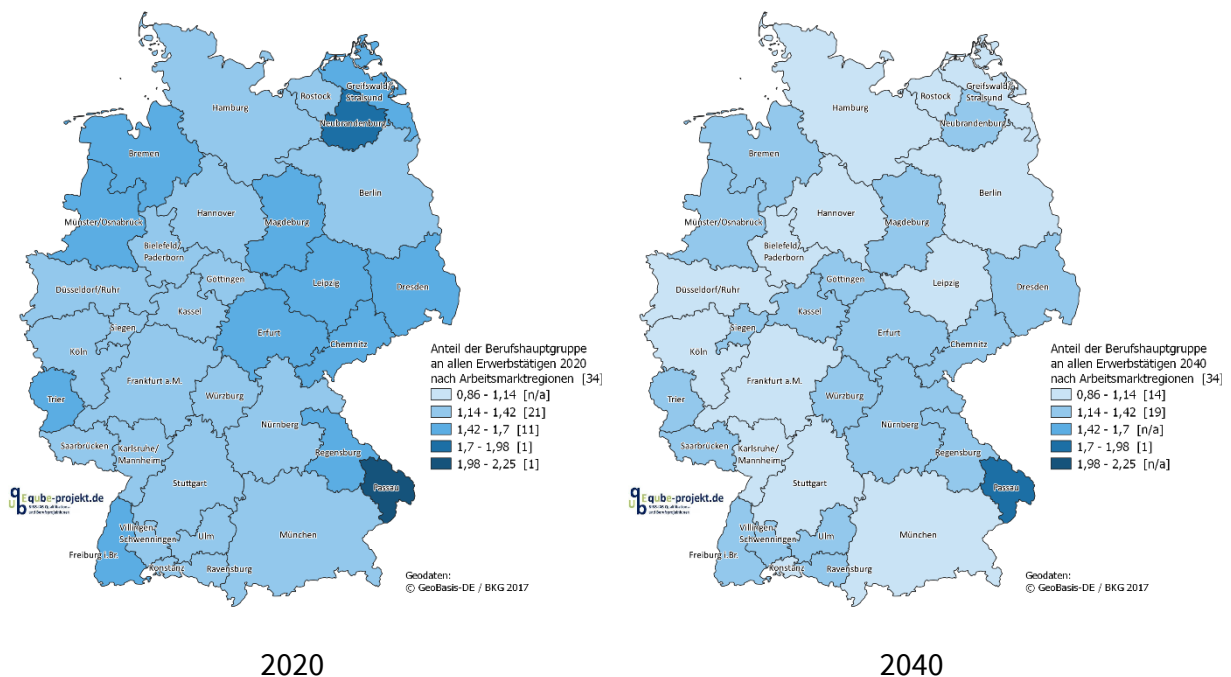 Hamburg
Rostock
Greifswald/
Stralsund
Neubrandenburg
Bremen
Berlin
Hannover
Magdeburg
Münster/Osnabrück
Bielefeld/
Paderborn
Göttingen
Leipzig
Dresden
Düsseldorf/Ruhr
Kassel
Siegen
Köln
Erfurt
Chemnitz
Frankfurt a.M.
Trier
Würzburg
Nürnberg
Saarbrücken
Karlsruhe/
Mannheim
Regensburg
Stuttgart
Passau
Villingen-
Schwenningen
Ulm
München
Freiburg i.Br.
Konstanz
Ravensburg
Anteil der Berufshauptgruppe
an allen Erwerbstätigen 2020
nach Arbeitsmarktregionen [34]
0,86 - 1,14 [n/a]
1,14 - 1,42 [21]
1,42 - 1,7 [11]
1,7 - 1,98 [1]
1,98 - 2,25 [1]
qube-projekt.de
Geodaten:
© GeoBasis-DE / BKG 2017
2020
Hamburg
Rostock
Greifswald/
Stralsund
Neubrandenburg
Bremen
Berlin
Hannover
Magdeburg
Münster/Osnabrück
Bielefeld/
Paderborn
Göttingen
Leipzig
Dresden
Düsseldorf/Ruhr
Kassel
Siegen
Köln
Erfurt
Chemnitz
Frankfurt a.M.
Trier
Würzburg
Nürnberg
Saarbrücken
Karlsruhe/
Mannheim
Regensburg
Stuttgart
Passau
Villingen-
Schwenningen
Ulm
München
Freiburg i.Br.
Konstanz
Ravensburg
Anteil der Berufshauptgruppe
an allen Erwerbstätigen 2040
nach Arbeitsmarktregionen [34]
0,86 - 1,14 [14]
1,14 - 1,42 [19]
1,42 - 1,7 [n/a]
1,7 - 1,98 [1]
1,98 - 2,25 [n/a]
qube-projekt.de
Geodaten:
© GeoBasis-DE / BKG 2017
2040